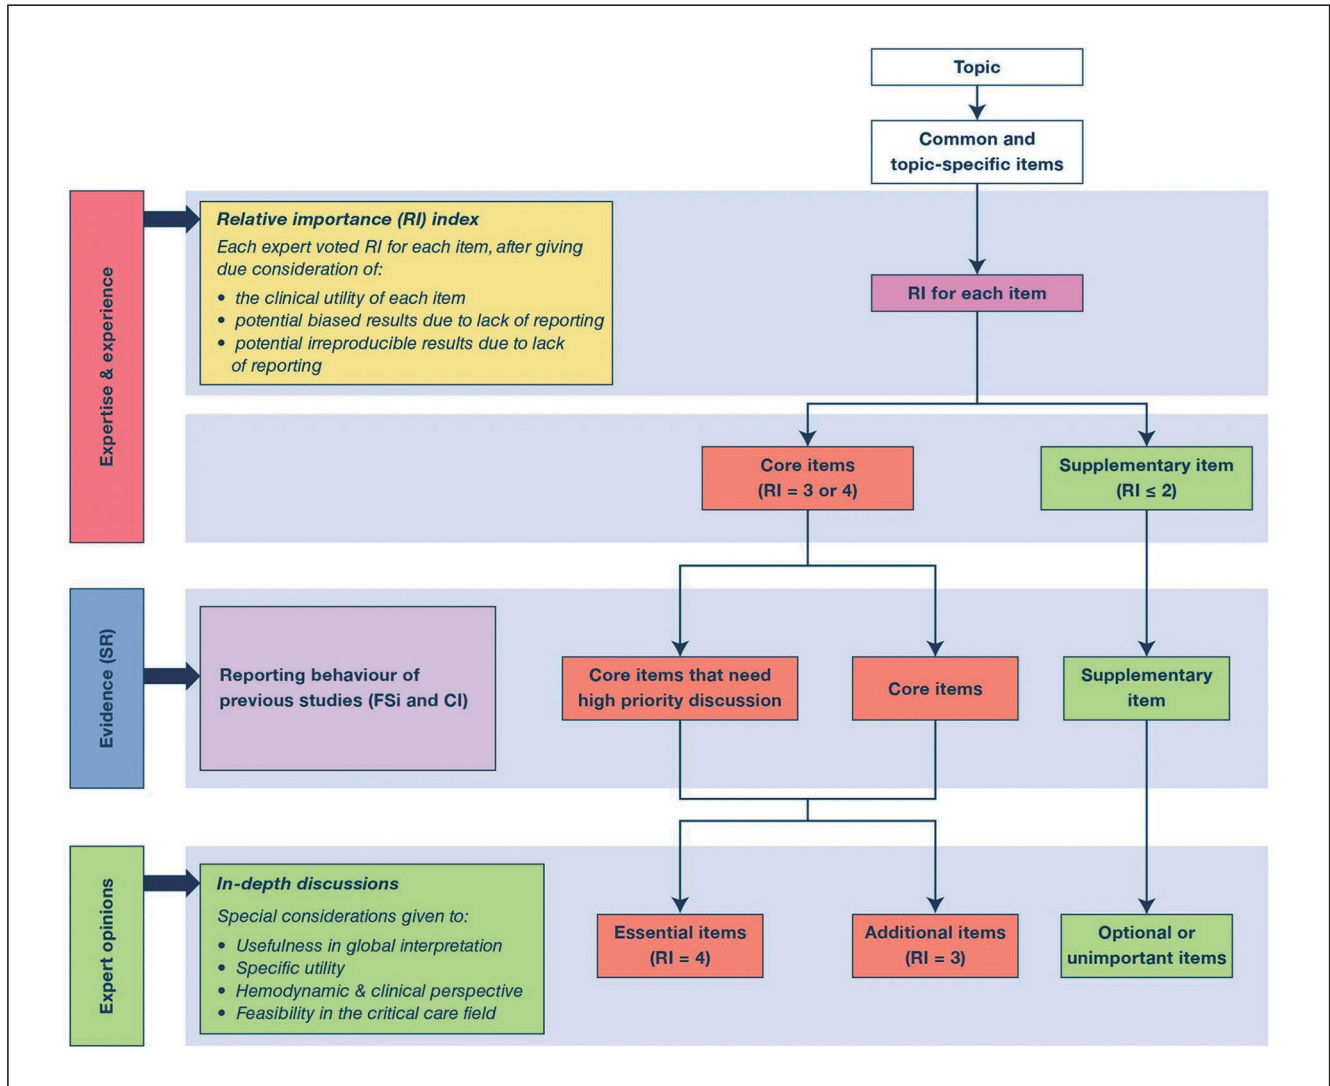 Topic
Common and
topic-specific items
Expertise & experience
Relative importance (RI) index
Each expert voted RI for each item, after giving
due consideration of:
• the clinical utility of each item
• potential biased results due to lack of reporting
• potential irreproducible results due to lack
of reporting
RI for each item
Core items
(RI = 3 or 4)
Supplementary item
(RI ≤ 2)
Evidence (SR)
Reporting behaviour of
previous studies (FSi and CI)
Core items that need
high priority discussion
Core items
Supplementary
item
Expert opinions
In-depth discussions
Special considerations given to:
• Usefulness in global interpretation
• Specific utility
• Hemodynamic & clinical perspective
• Feasibility in the critical care field
Essential items
(RI = 4)
Additional items
(RI = 3)
Optional or
unimportant items